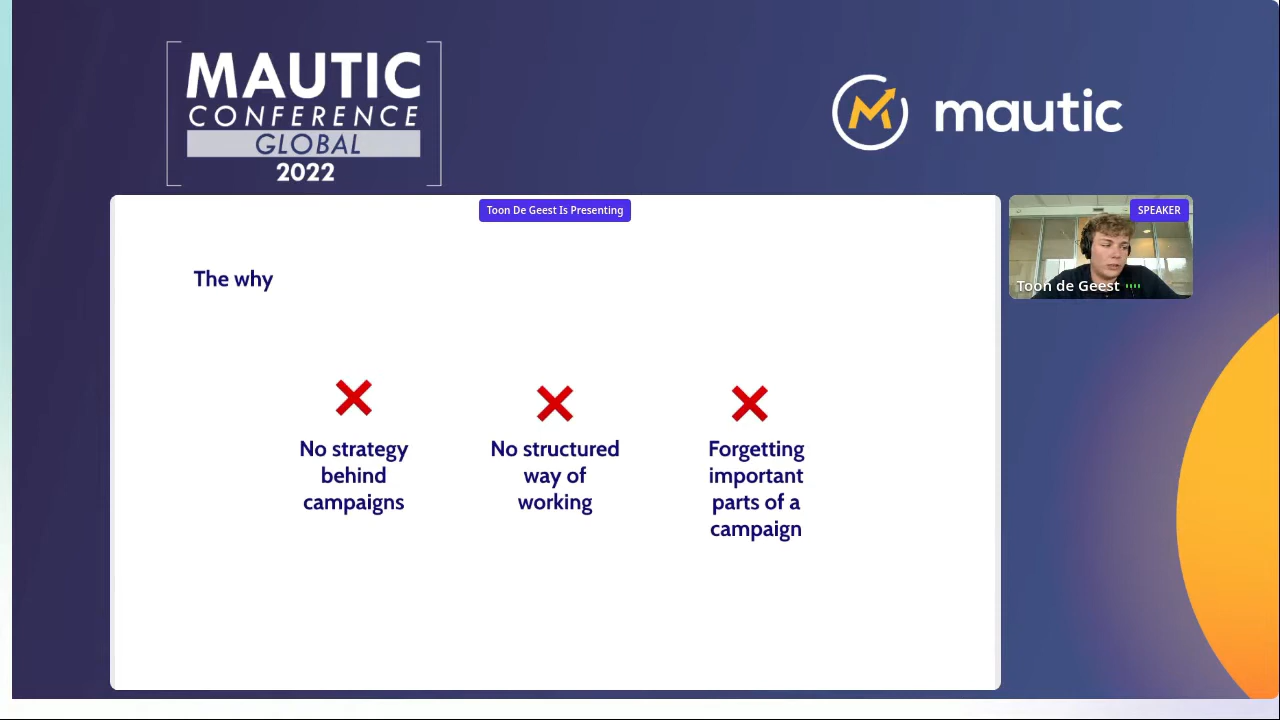 MAUTIC
CONFERENCE
GLOBAL
2022
mautic
Toon De Geest Is Presenting
SPEAKER
Toon de Geest
The why
No strategy
behind
campaigns
No structured
way of
working
Forgetting
important
parts of a
campaign